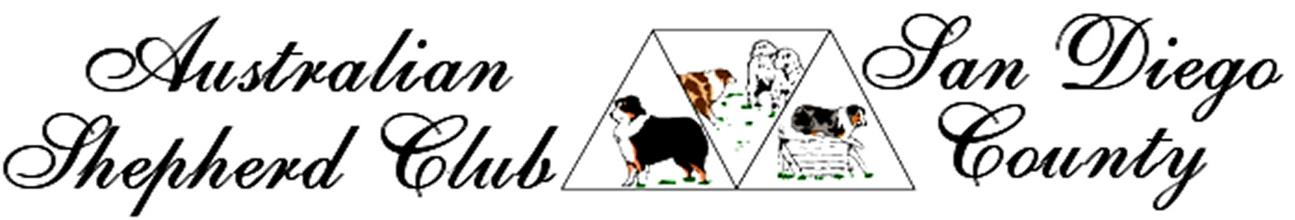 Australian
Shepherd Club
San Diego
County